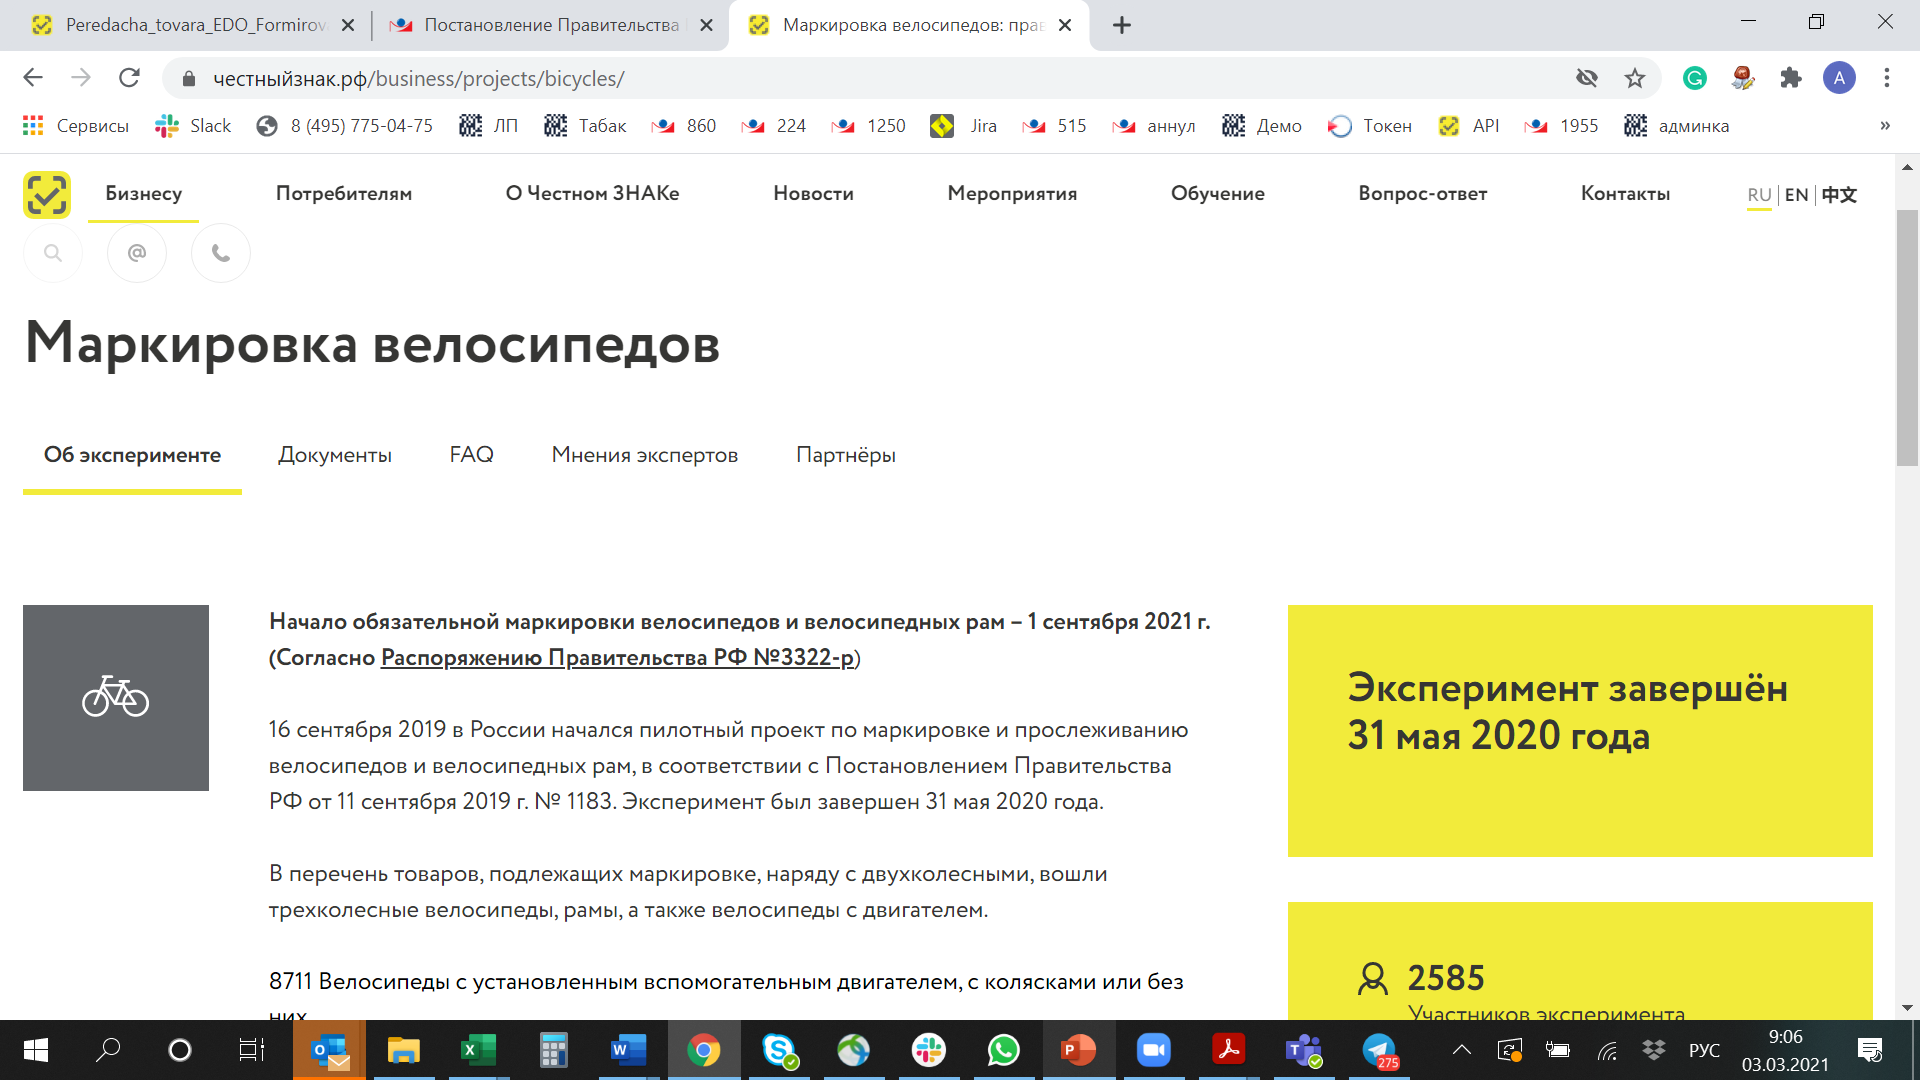 Peredacha_tovara_EDO_Formirov
Постановление Правительства
Маркировка велосипедов: прав
честныйзнак.рф/business/projects/bicycles/
A
Сервисы
Slack
8 (495) 775-04-75
ЛП
Табак
860
224
1250
Jira
515
аннул
Демо
Токен
API
1955
админка
»
Бизнесу
Потребителям
О Честном ЗНАКе
Новости
Мероприятия
Обучение
Вопрос-ответ
Контакты
RU | EN | 中文
Маркировка велосипедов
Об эксперименте
Документы
FAQ
Мнения экспертов
Партнёры
Начало обязательной маркировки велосипедов и велосипедных рам – 1 сентября 2021 г.
(Согласно Распоряжению Правительства РФ №3322-р)
16 сентября 2019 в России начался пилотный проект по маркировке и прослеживанию
велосипедов и велосипедных рам, в соответствии с Постановлением Правительства
РФ от 11 сентября 2019 г. № 1183. Эксперимент был завершен 31 мая 2020 года.
В перечень товаров, подлежащих маркировке, наряду с двухколесными, вошли
трехколесные велосипеды, рамы, а также велосипеды с двигателем.
8711 Велосипеды с установленным вспомогательным двигателем, с колясками или без
них
Эксперимент завершён
31 мая 2020 года
2585
Участников эксперимента
275
РУС
9:06
03.03.2021